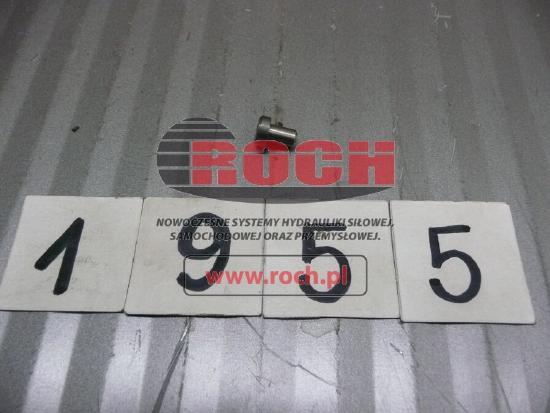 ROCH
NOWOCZESNE SYSTEMY HYDRAULIKI SIŁOWEJ,
SAMOCHODOWEJ ORAZ PRZEMYSŁOWEJ.
www.roch.pl
1 9 5 5